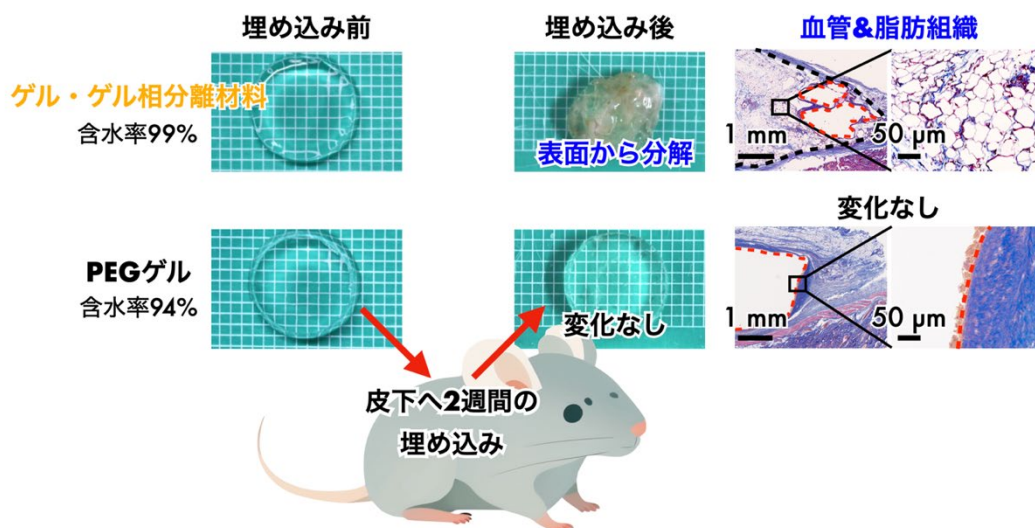 埋め込み前
埋め込み後
血管&脂肪組織
ゲル・ゲル相分離材料
含水率99%
表面から分解
1 mm
50 µm
変化なし
PEGゲル
含水率94%
変化なし
1 mm
50 µm
皮下へ2週間の
埋め込み